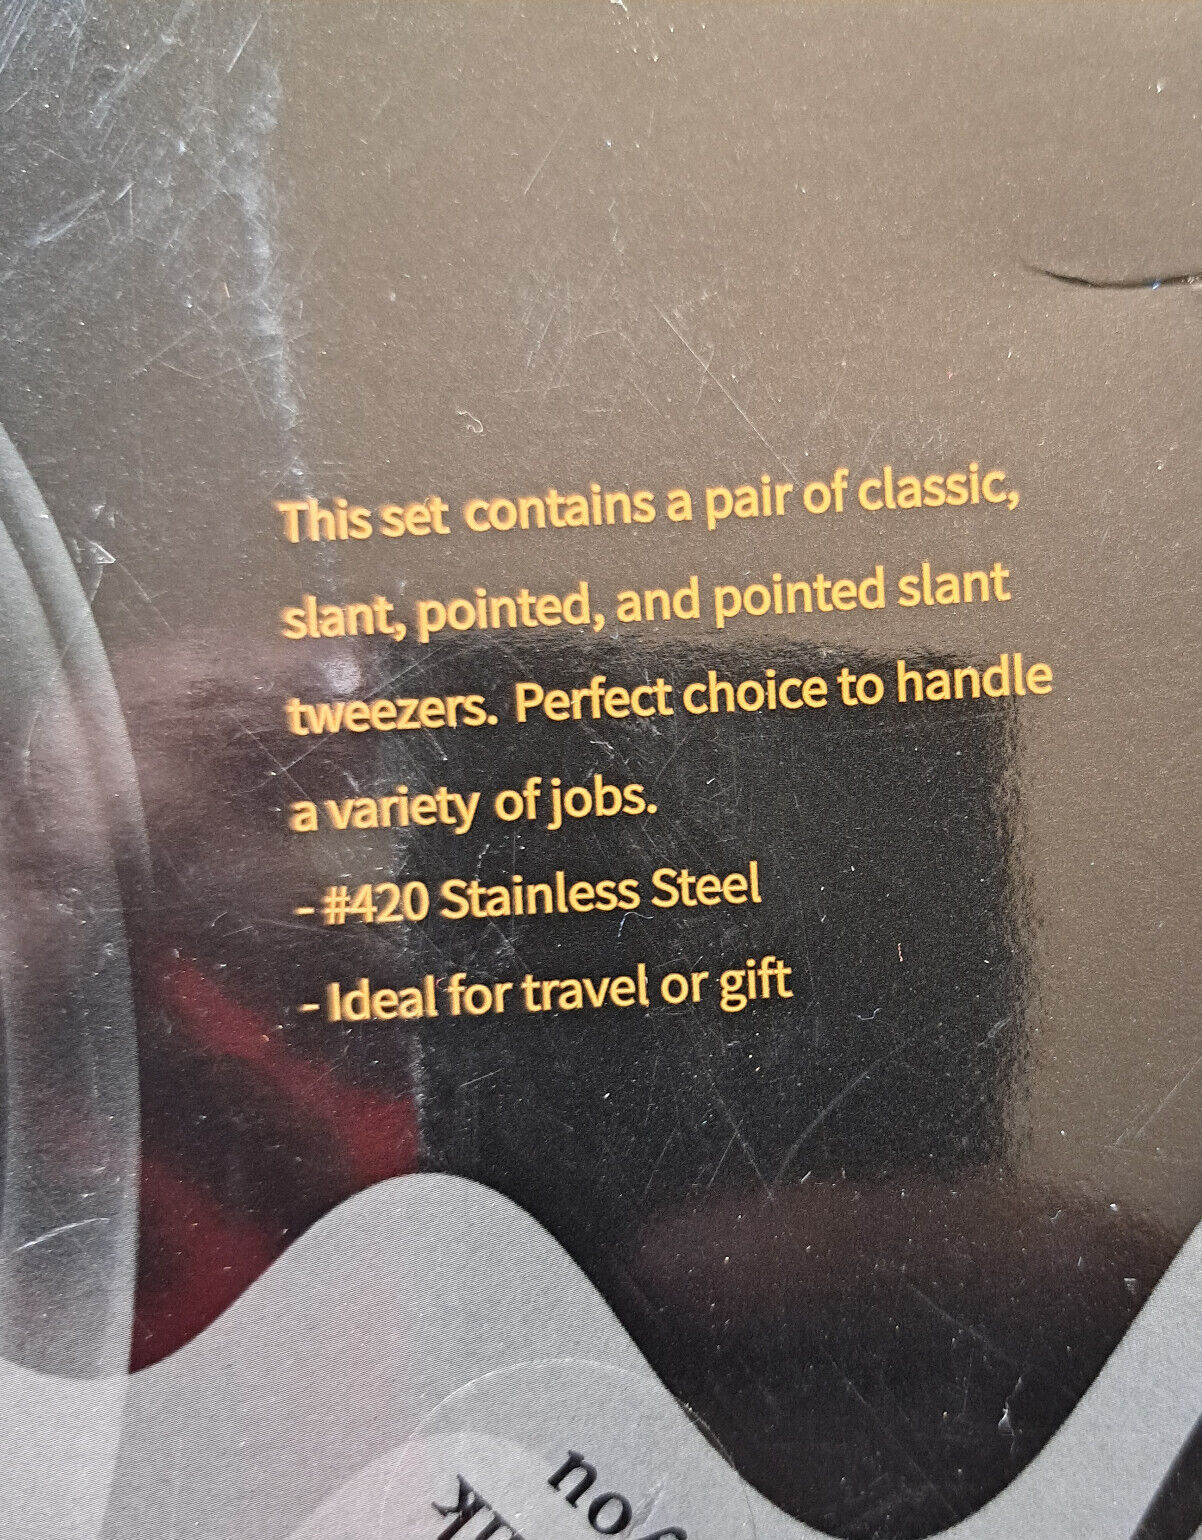 This set contains a pair of classic,
slant, pointed, and pointed slant
tweezers. Perfect choice to handle
a variety of jobs.
- #420 Stainless Steel
- Ideal for travel or gift